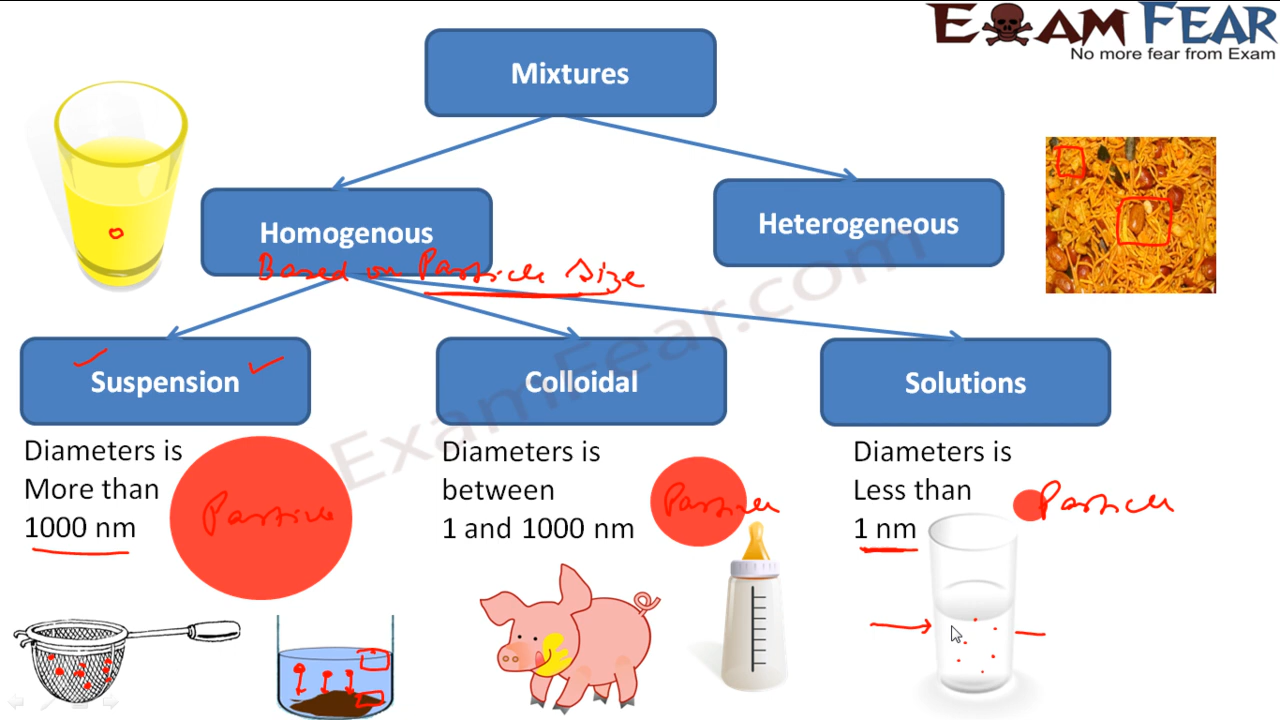 EXAM FEAR
No more fear from Exam
Mixtures
Homogenous
Heterogeneous
Based on Particle Size
Suspension
Colloidal
Solutions
Diameters is
More than
1000 nm
Particle
Diameters is
between
1 and 1000 nm
Particle
Diameters is
Less than
1 nm
Particle
ExamFear.com